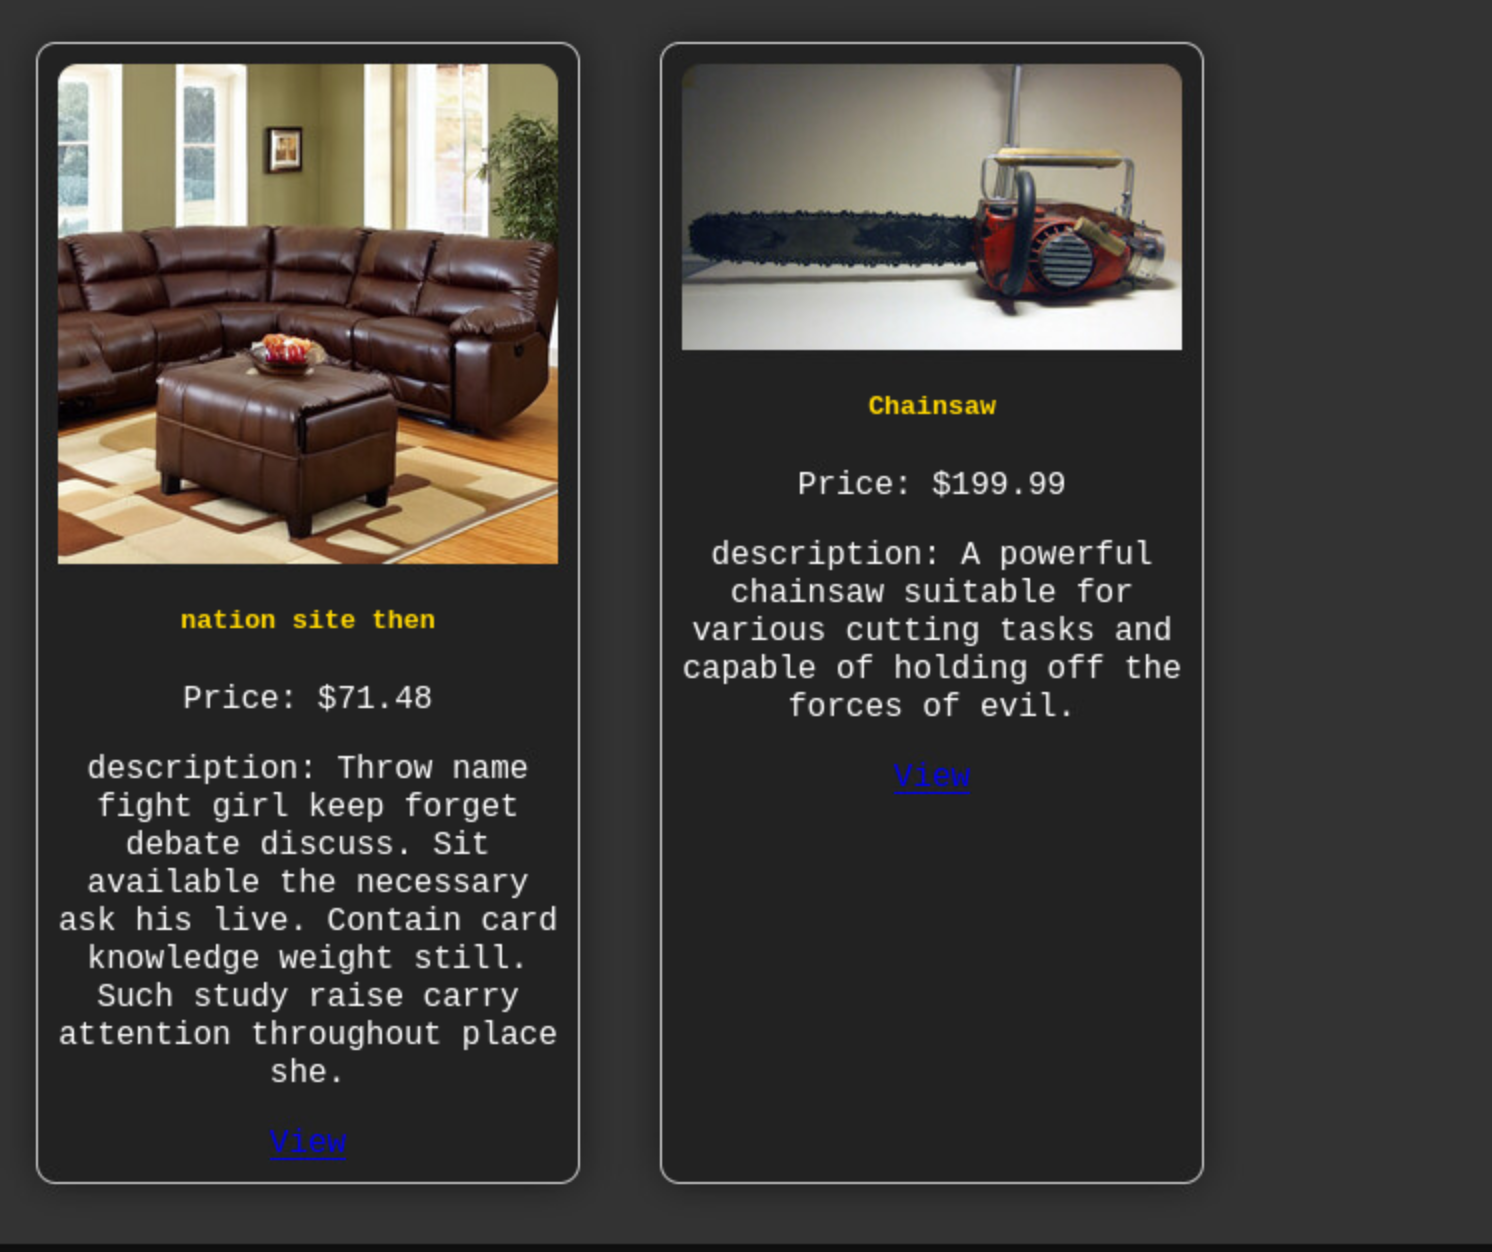 nation site then
Price: $71.48
description: Throw name
fight girl keep forget
debate discuss. Sit
available the necessary
ask his live. Contain card
knowledge weight still.
Such study raise carry
attention throughout place
she.
View
Chainsaw
Price: $199.99
description: A powerful
chainsaw suitable for
various cutting tasks and
capable of holding off the
forces of evil.
View